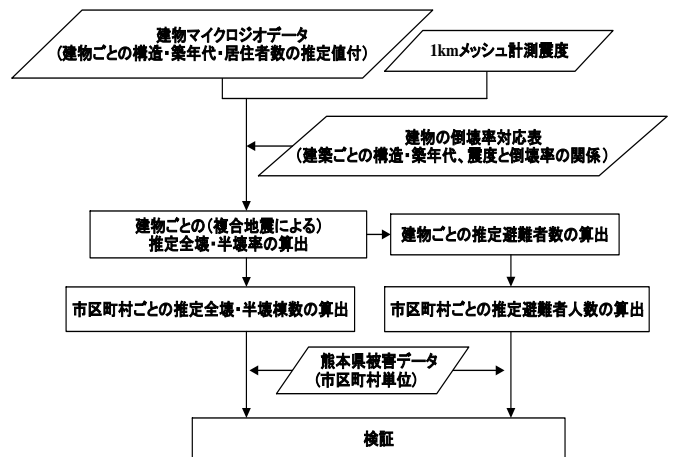 建物マイクロジオデータ
(建物ごとの構造・築年代・居住者数の推定値付)
1kmメッシュ計測震度
建物の倒壊率対応表
(建築ごとの構造・築年代、震度と倒壊率の関係)
建物ごとの(複合地震による)
推定全壊・半壊率の算出
建物ごとの推定避難者数の算出
市区町村ごとの推定全壊・半壊棟数の算出
市区町村ごとの推定避難者人数の算出
熊本県被害データ
(市区町村単位)
検証